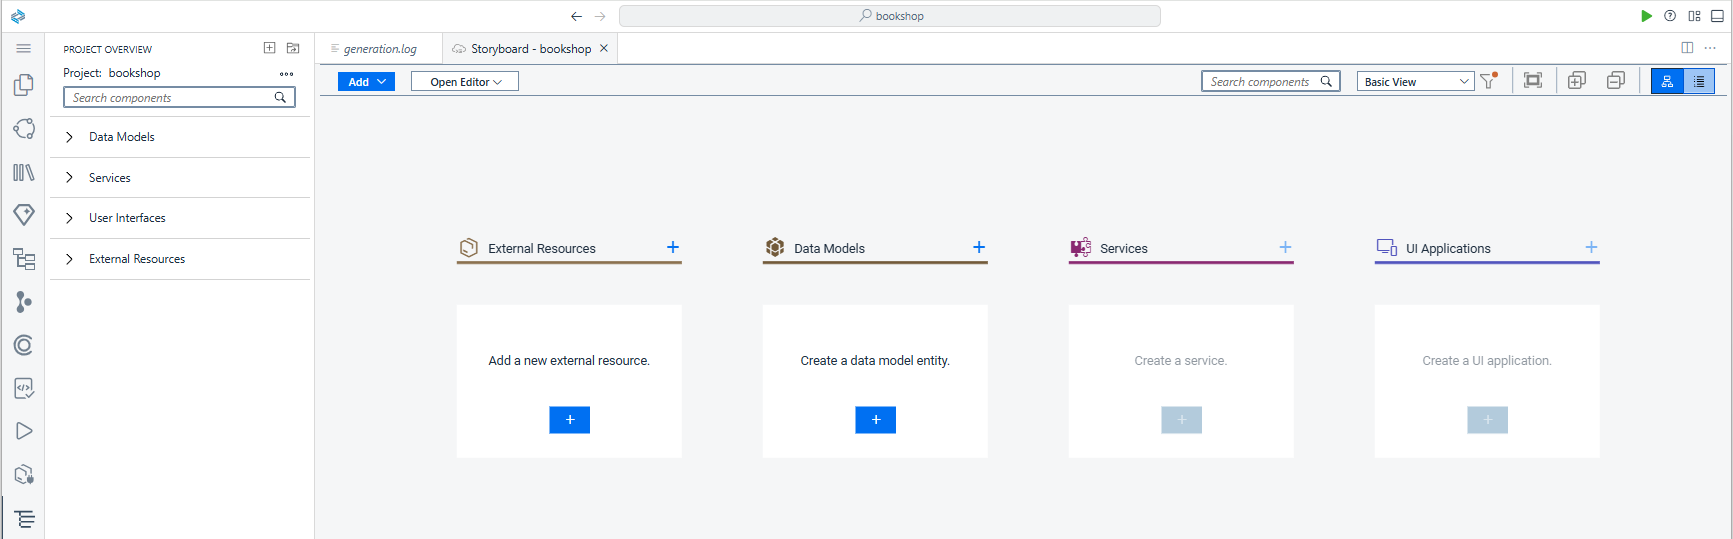 bookshop
PROJECT OVERVIEW
Project: bookshop
Search components
Data Models
Services
User Interfaces
External Resources
generation.log
Storyboard - bookshop
Add
Open Editor
Search components
Basic View
External Resources
Data Models
Services
UI Applications
Add a new external resource.
Create a data model entity.
Create a service.
Create a UI application.